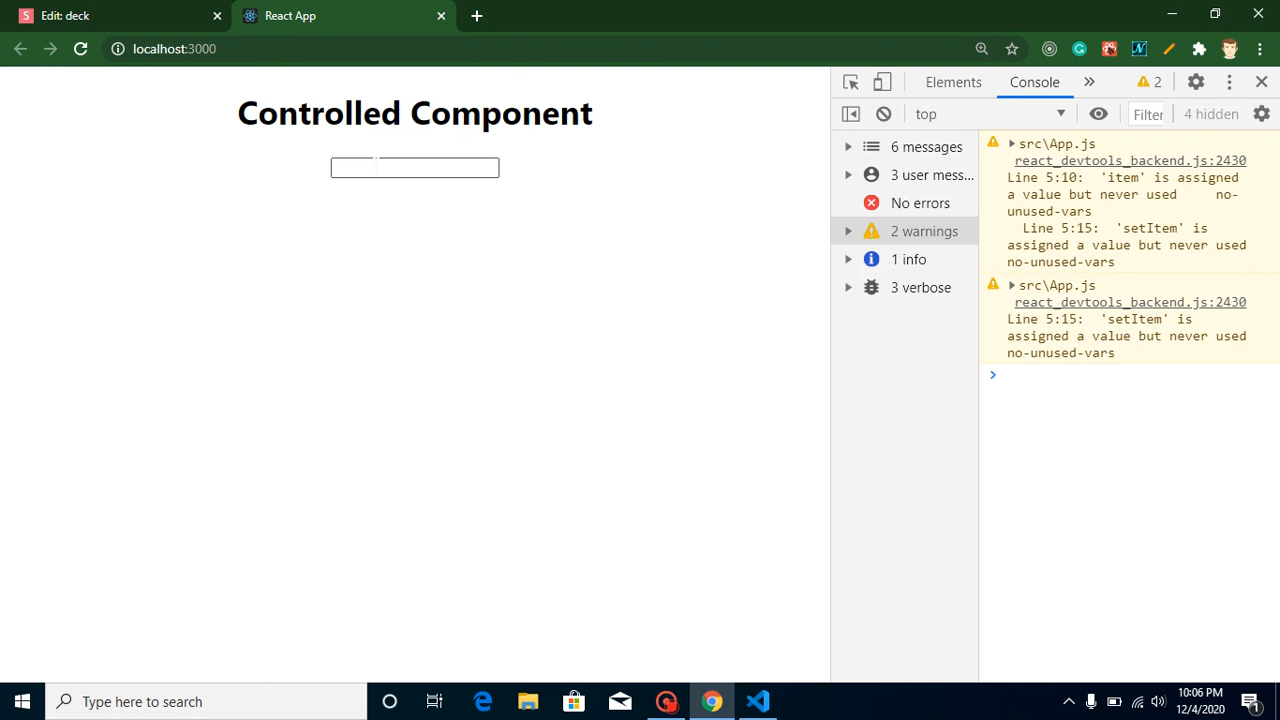 Edit: deck
React App
localhost:3000
Controlled Component
Elements
Console
2
top
Filter
4 hidden
6 messages
3 user mess...
No errors
2 warnings
1 info
3 verbose
src\App.js
react_devtools_backend.js:2430
Line 5:10:  'item' is assigned
a value but never used     no-
unused-vars
Line 5:15:  'setItem' is
assigned a value but never used
no-unused-vars
src\App.js
react_devtools_backend.js:2430
Line 5:15:  'setItem' is
assigned a value but never used
no-unused-vars
Type here to search
10:06 PM
12/4/2020
1